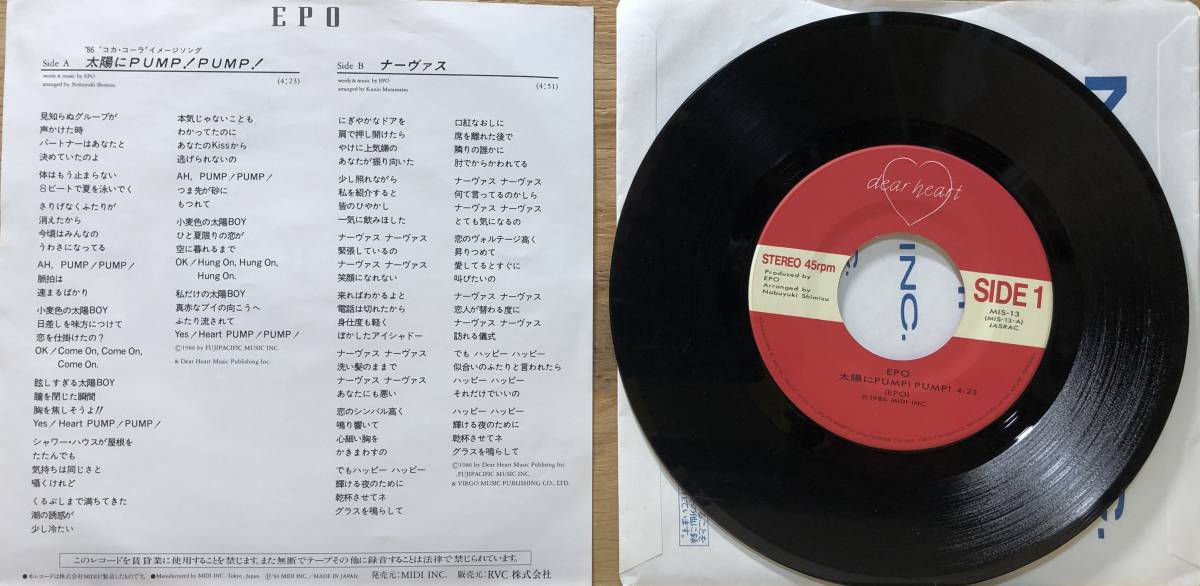 EPO
'86 "コカ・コーラ"イメージソング
Side A 太陽にPUMP!PUMP!
words & music by EPO
arranged by Nobuyuki Shimizu
(4:23)
見知らぬグループが
声かけた時
パートナーはあなたと
決めていたのよ
体はもう止まらない
8ビートで夏を泳いでく
さりげなくふたりが
消えたから
今頃はみんなの
うわさになってる
AH, PUMP/PUMP/
脈拍は
速まるばかり
小麦色の太陽BOY
日差しを味方につけて
恋を仕掛けたの?
OK/Come On, Come On,
Come On.
眩しすぎる太陽BOY
瞳を閉じた瞬間
胸を焦しそうよ!!
Yes/Heart PUMP/PUMP/
シャワー・ハウスが屋根を
たたんでも
気持ちは同じさと
囁くけれど
くるぶしまで満ちてきた
潮の誘惑が
少し冷たい
本気じゃないことも
わかってたのに
あなたのKissから
逃げられないの
AH, PUMP/PUMP/
つま先が砂に
もつれて
小麦色の太陽BOY
ひと夏限りの恋が
空に暮れるまで
OK/Hung On, Hung On,
Hung On.
私だけの太陽BOY
真赤なブイの向こうへ
ふたり流されて
Yes/Heart PUMP/PUMP/
©1986 by FUJIPACIFIC MUSIC INC.
& Dear Heart Music Publishing Inc.
Side B ナーヴァス
words & music by EPO
arranged by Kunio Muramatsu
(4:51)
にぎやかなドアを
肩で押し開けたら
やけに上気嫌の
あなたが振り向いた
少し照れながら
私を紹介すると
皆のひやかし
一気に飲みほした
ナーヴァス ナーヴァス
緊張しているの
ナーヴァス ナーヴァス
笑顔になれない
来ればわかるよと
電話は切れたから
身仕度も軽く
ぼかしたアイシャドー
ナーヴァス ナーヴァス
洗い髪のままで
ナーヴァス ナーヴァス
あなたにも悪い
恋のシンバル高く
鳴り響いて
心細い胸を
かきまわすの
でもハッピー ハッピー
輝ける夜のために
乾杯させてネ
グラスを鳴らして
口紅なおしに
席を離れた後で
隣りの誰かに
肘でからかわれてる
ナーヴァス ナーヴァス
何て言ってるのかしら
ナーヴァス ナーヴァス
とても気になるの
恋のヴォルテージ高く
昇りつめて
愛してるとすぐに
叫びたいの
ナーヴァス ナーヴァス
恋人が替わる度に
ナーヴァス ナーヴァス
訪れる儀式
でも ハッピー ハッピー
似合いのふたりと言われたら
ハッピー ハッピー
それだけでいいの
ハッピー ハッピー
輝ける夜のために
乾杯させてネ
グラスを鳴らして
©1986 by Dear Heart Music Publishing Inc.
,FUJIPACIFIC MUSIC INC.
& VIRGO MUSIC PUBLISHING CO., LTD.
このレコードを賃貸業に使用することを禁じます。また無断でテープその他に録音することは法律で禁じられています。
●本レコードは株式会社MIDIが製造したものです。 ●Manufactured by MIDI INC. Tokyo, Japan ℗'86 MIDI INC./MADE IN JAPAN 発売元:MIDI INC. 販売元:RVC株式会社
dear heart
STEREO 45rpm
Produced by
EPO
Arranged by
Nobuyuki Shimizu
SIDE 1
MIS-13
(MIS-13-A)
JASRAC
EPO
太陽にPUMP! PUMP! 4:23
(EPO)
℗ 1986 MIDI INC.
INC.